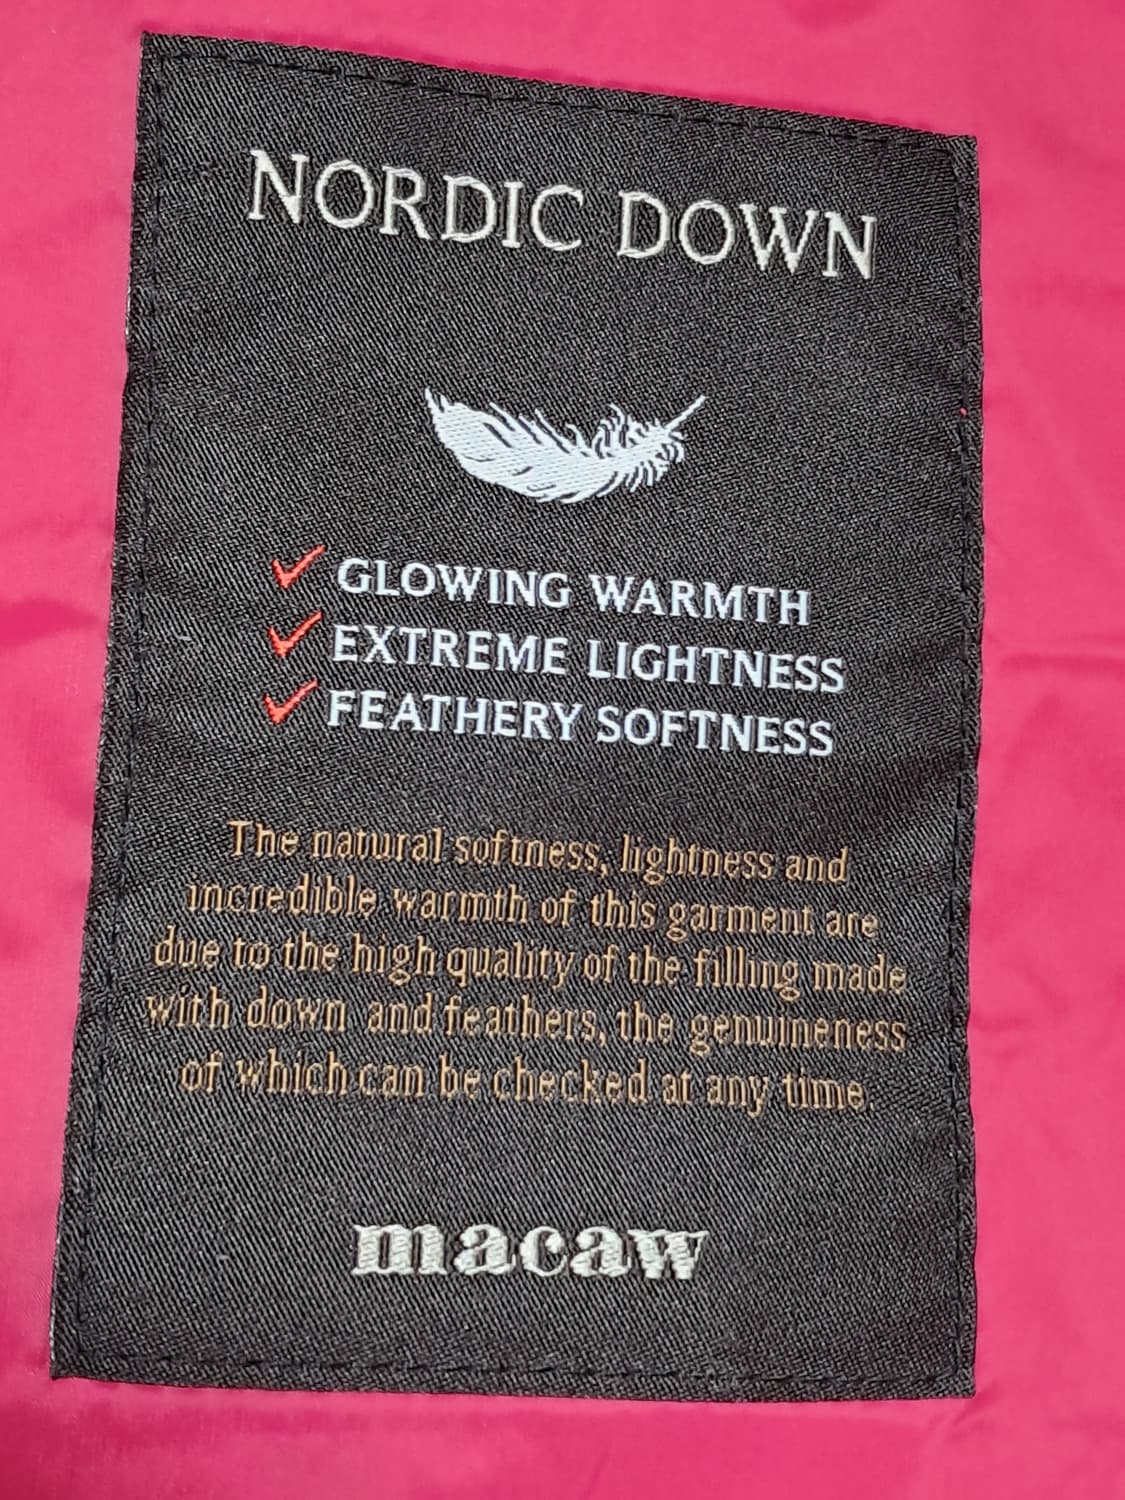 NORDIC DOWN
GLOWING WARMTH
EXTREME LIGHTNESS
FEATHERY SOFTNESS
The natural softness, lightness and
incredible warmth of this garment are
due to the high quality of the filling made
with down and feathers, the genuineness
of which can be checked at any time.
macaw